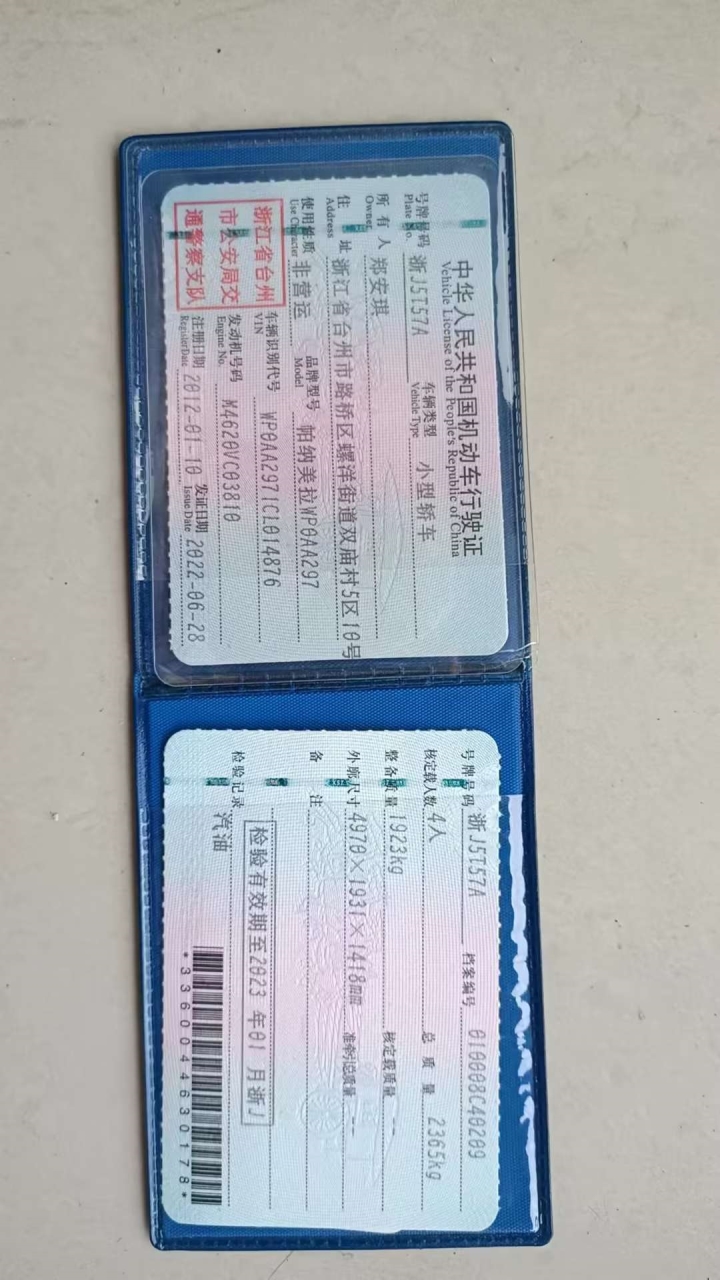 中华人民共和国机动车行驶证
Vehicle License of the People's Republic of China
号牌号码 浙J5T57A 车辆类型 小型轿车
Plate No. Vehicle Type
所有人 郑安琪
Owner
住址 浙江省台州市路桥区螺洋街道双庙村5区10号
Address
使用性质 非营运 品牌型号 帕纳美拉WP0AA297
Use Character Model
浙江省台州
市公安局交
通警察支队
车辆识别代号 WP0AA2971CL014876
VIN
发动机号码 M4620VC03810
Engine No.
注册日期 2012-01-10 发证日期 2022-06-28
Register Date Issue Date
号牌号码 浙J5T57A 档案编号 010008C40209
核定载人数 4人 总质量 2365kg
整备质量 1923kg 核定载质量 --
外廓尺寸 4970×1931×1418mm 准牵引总质量 --
备注
检验有效期至2023年01月浙J
检验记录 汽油
*3360044630178*